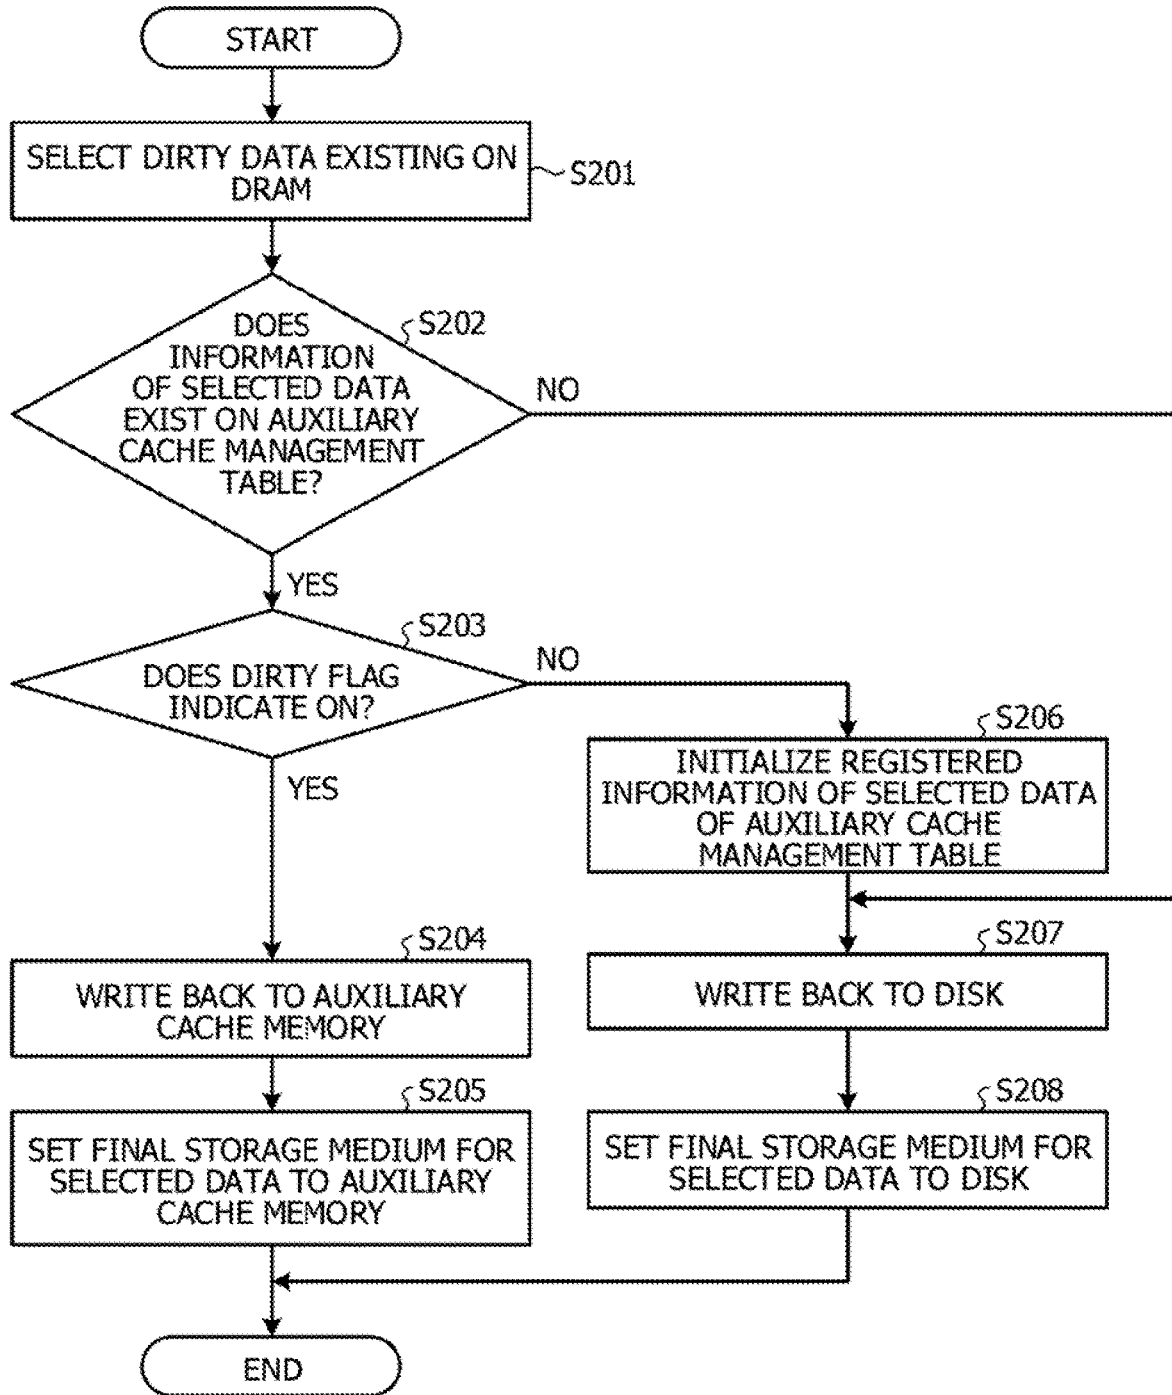 START
SELECT DIRTY DATA EXISTING ON
DRAM
S201
S202
DOES
INFORMATION
OF SELECTED DATA
EXIST ON AUXILIARY
CACHE MANAGEMENT
TABLE?
NO
YES
S203
DOES DIRTY FLAG
INDICATE ON?
NO
YES
S206
INITIALIZE REGISTERED
INFORMATION OF SELECTED DATA
OF AUXILIARY CACHE
MANAGEMENT TABLE
S204
WRITE BACK TO AUXILIARY
CACHE MEMORY
S207
WRITE BACK TO DISK
S205
SET FINAL STORAGE MEDIUM FOR
SELECTED DATA TO AUXILIARY
CACHE MEMORY
S208
SET FINAL STORAGE MEDIUM FOR
SELECTED DATA TO DISK
END